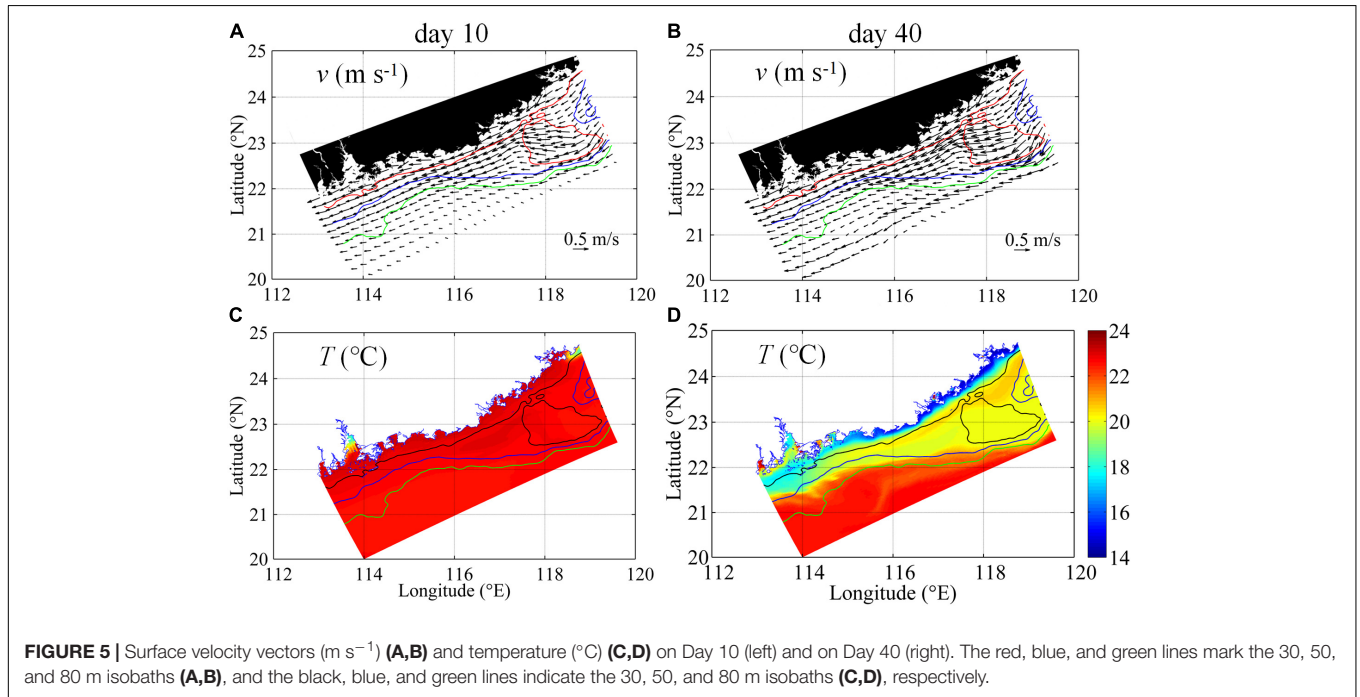 A
day 10
B
day 40
25
24
23
22
21
20
Latitude (°N)
v (m s-1)
0.5 m/s
112
114
116
118
120
25
24
23
22
21
20
Latitude (°N)
v (m s-1)
0.5 m/s
112
114
116
118
120
C
25
24
23
22
21
20
Latitude (°N)
T (°C)
112
114
116
118
120
Longitude (°E)
D
25
24
23
22
21
20
Latitude (°N)
T (°C)
112
114
116
118
120
Longitude (°E)
24
22
20
18
16
14
FIGURE 5 | Surface velocity vectors (m s−1) (A,B) and temperature (°C) (C,D) on Day 10 (left) and on Day 40 (right). The red, blue, and green lines mark the 30, 50,
and 80 m isobaths (A,B), and the black, blue, and green lines indicate the 30, 50, and 80 m isobaths (C,D), respectively.